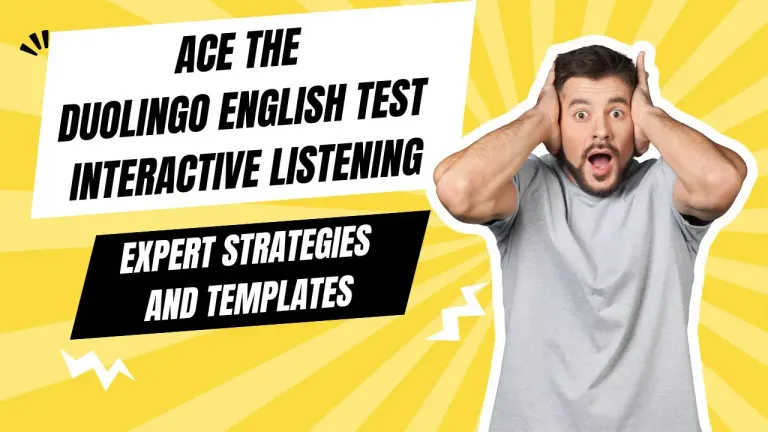 ACE THE
DUOLINGO ENGLISH TEST
INTERACTIVE LISTENING
EXPERT STRATEGIES
AND TEMPLATES